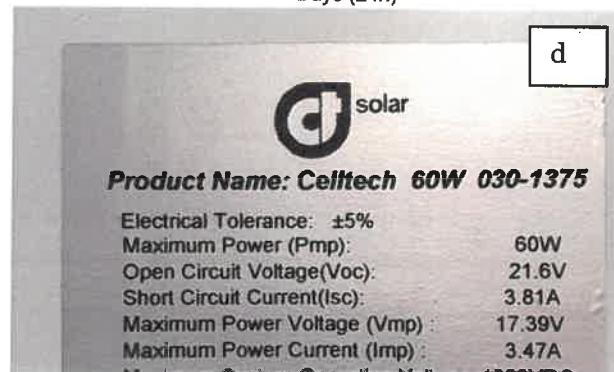 d
ct solar
Product Name: Celltech 60W 030-1375
Electrical Tolerance: ±5%
Maximum Power (Pmp): 60W
Open Circuit Voltage(Voc): 21.6V
Short Circuit Current(Isc): 3.81A
Maximum Power Voltage (Vmp) : 17.39V
Maximum Power Current (Imp) : 3.47A